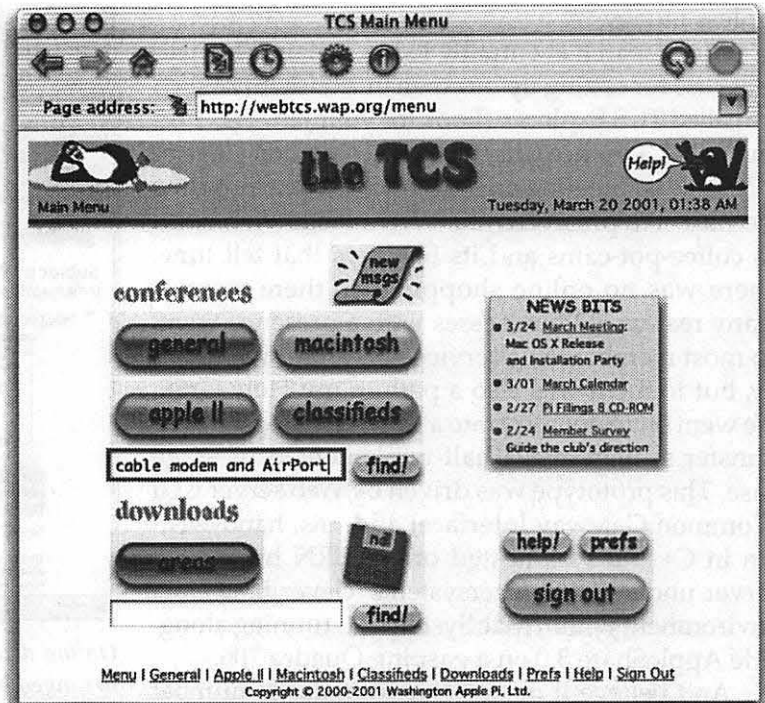 TCS Main Menu
Page address: http://webtcs.wap.org/menu
the TCS
Help!
Main Menu
Tuesday, March 20 2001, 01:38 AM
new
msgs
conferences
general
macintosh
apple II
classifieds
cable modem and AirPort
find!
downloads
areas
find!
NEWS BITS
3/24 March Meeting:
Mac OS X Release
and Installation Party
3/01 March Calendar
2/27 Pi Filings 8 CD-ROM
2/24 Member Survey
Guide the club's direction
help!
prefs
sign out
Menu | General | Apple II | Macintosh | Classifieds | Downloads | Prefs | Help | Sign Out
Copyright © 2000-2001 Washington Apple Pi, Ltd.